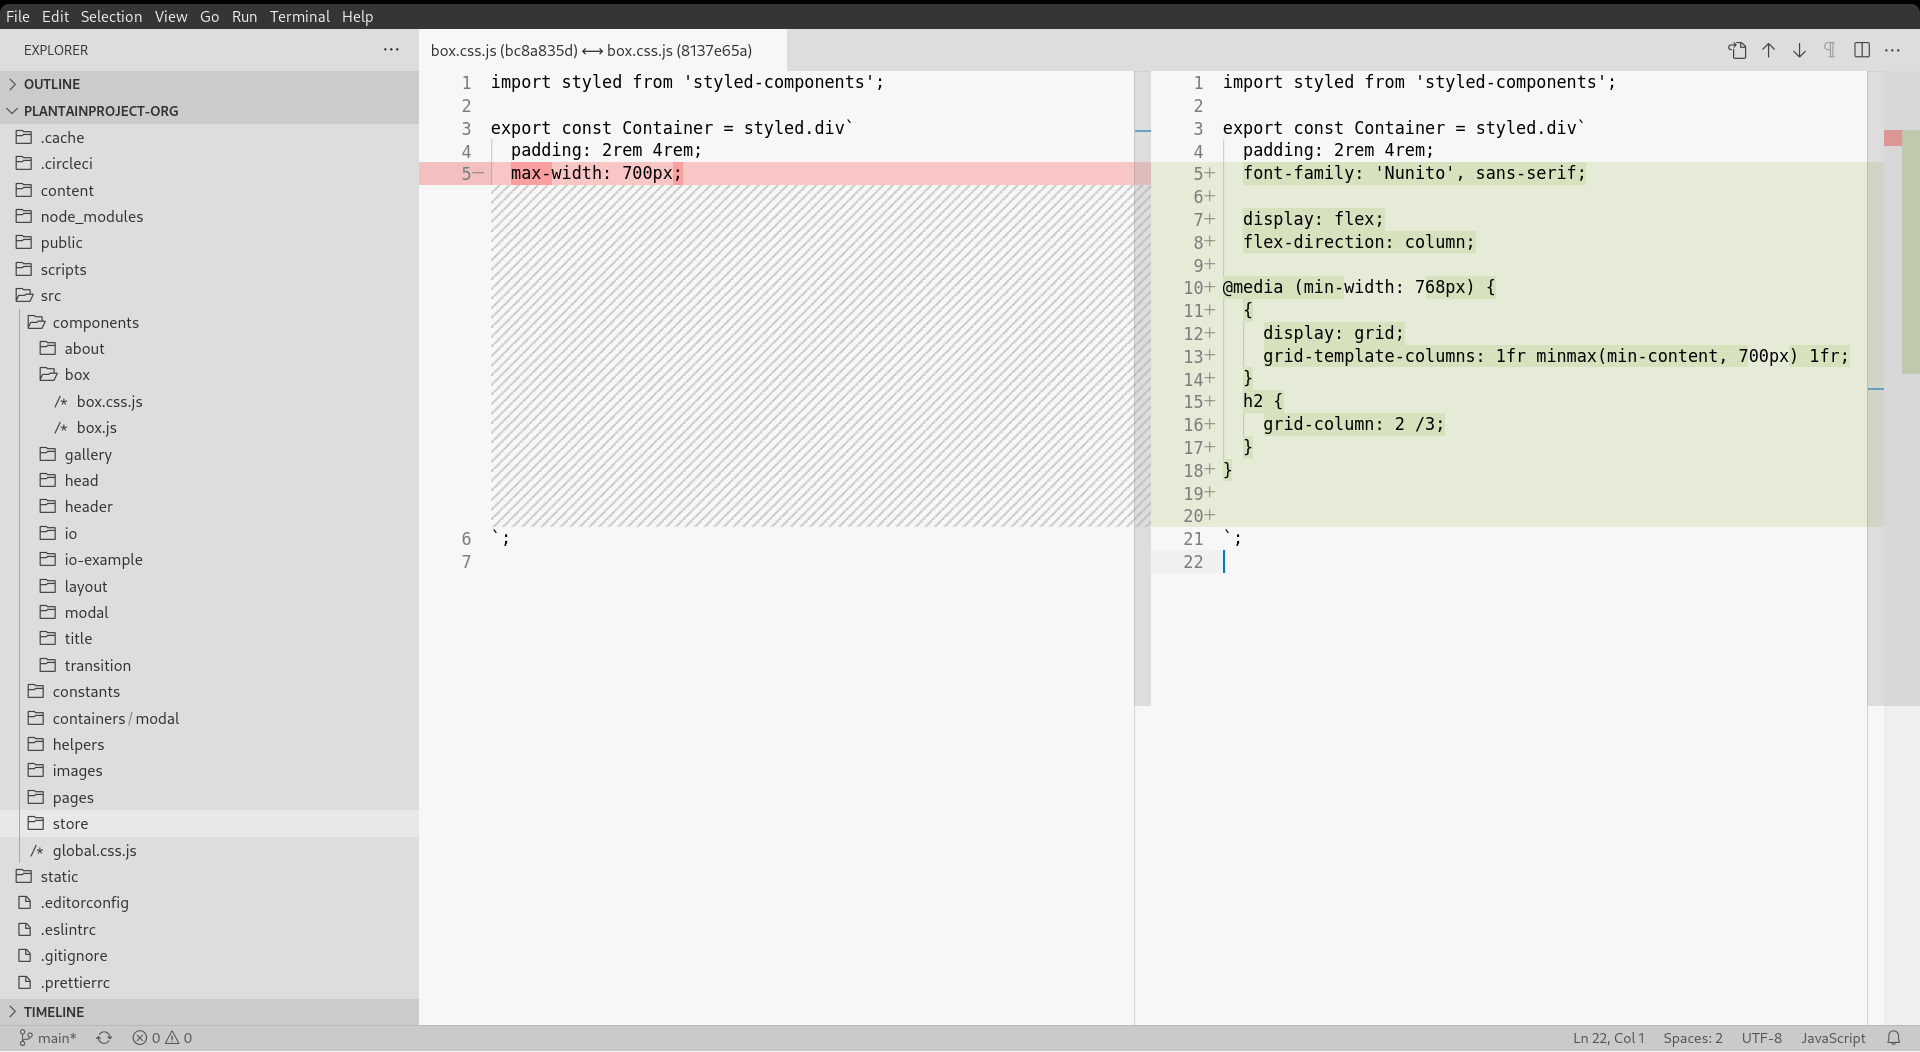 File Edit Selection View Go Run Terminal Help
EXPLORER ···
OUTLINE
PLANTAINPROJECT-ORG
.cache
.circleci
content
node_modules
public
scripts
src
components
about
box
/* box.css.js
/* box.js
gallery
head
header
io
io-example
layout
modal
title
transition
constants
containers / modal
helpers
images
pages
store
/* global.css.js
static
.editorconfig
.eslintrc
.gitignore
.prettierrc
TIMELINE
box.css.js (bc8a835d) ⟷ box.css.js (8137e65a)
1 import styled from 'styled-components';
2
3 export const Container = styled.div`
4   padding: 2rem 4rem;
5−   max-width: 700px;
6 `;
7
1 import styled from 'styled-components';
2
3 export const Container = styled.div`
4   padding: 2rem 4rem;
5+   font-family: 'Nunito', sans-serif;
6+
7+   display: flex;
8+   flex-direction: column;
9+
10+ @media (min-width: 768px) {
11+   {
12+     display: grid;
13+     grid-template-columns: 1fr minmax(min-content, 700px) 1fr;
14+   }
15+   h2 {
16+     grid-column: 2 /3;
17+   }
18+ }
19+
20+
21 `;
22
main* 0 0 Ln 22, Col 1 Spaces: 2 UTF-8 JavaScript